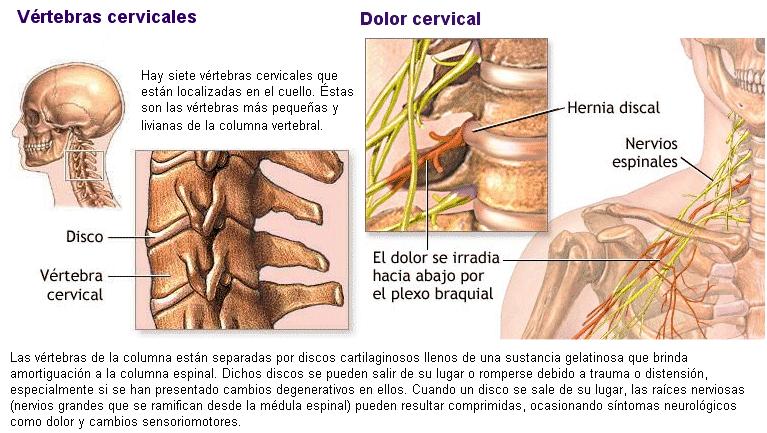 Vértebras cervicales
Hay siete vértebras cervicales que
están localizadas en el cuello. Éstas
son las vértebras más pequeñas y
livianas de la columna vertebral.
Disco
Vértebra
cervical
Dolor cervical
Hernia discal
Nervios
espinales
El dolor se irradia
hacia abajo por
el plexo braquial
Las vértebras de la columna están separadas por discos cartilaginosos llenos de una sustancia gelatinosa que brinda
amortiguación a la columna espinal. Dichos discos se pueden salir de su lugar o romperse debido a trauma o distensión,
especialmente si se han presentado cambios degenerativos en ellos. Cuando un disco se sale de su lugar, las raíces nerviosas
(nervios grandes que se ramifican desde la médula espinal) pueden resultar comprimidas, ocasionando síntomas neurológicos
como dolor y cambios sensoriomotores.